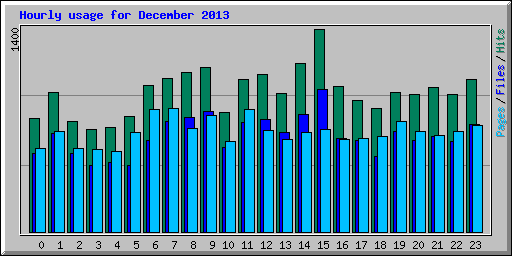 Hourly usage for December 2013
1400
Pages/Files/Hits
0 1 2 3 4 5 6 7 8 9 10 11 12 13 14 15 16 17 18 19 20 21 22 23